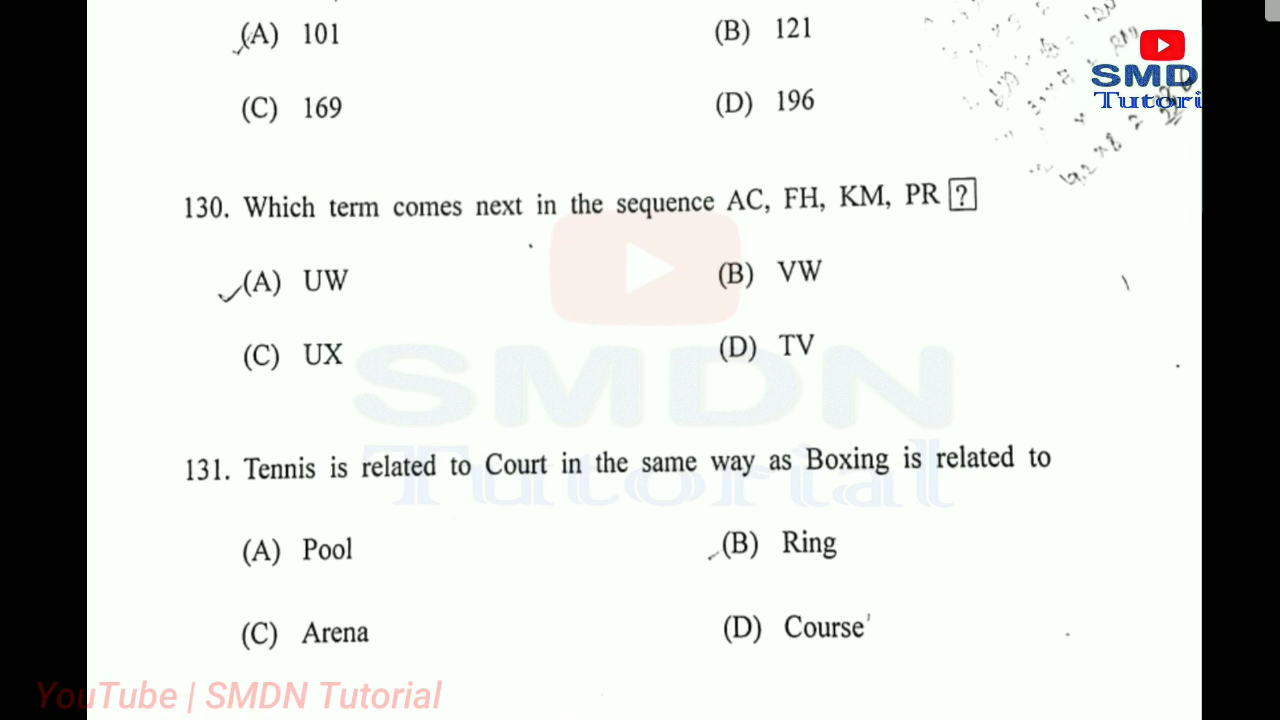 (A) 101 (B) 121
(C) 169 (D) 196
SMD
Tutori
130. Which term comes next in the sequence AC, FH, KM, PR ?
(A) UW (B) VW
(C) UX (D) TV
SMDN
Tutorial
131. Tennis is related to Court in the same way as Boxing is related to
(A) Pool (B) Ring
(C) Arena (D) Course
YouTube | SMDN Tutorial